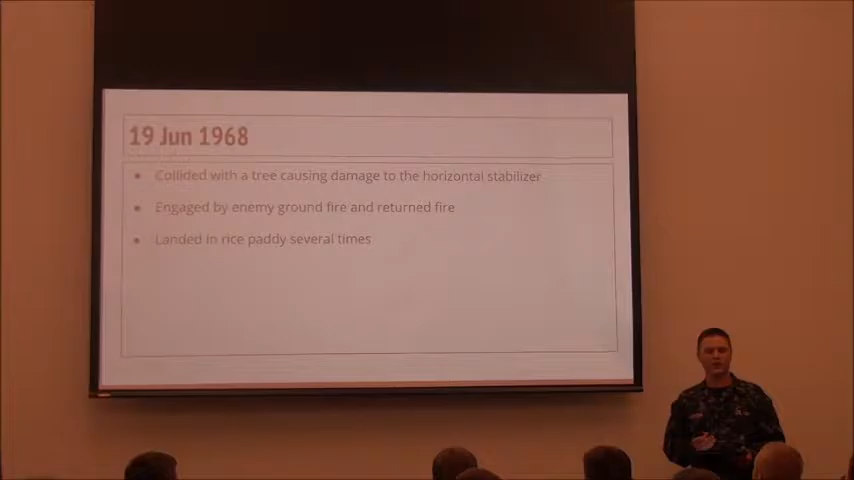 19 Jun 1968
Collided with a tree causing damage to the horizontal stabilizer
Engaged by enemy ground fire and returned fire
Landed in rice paddy several times